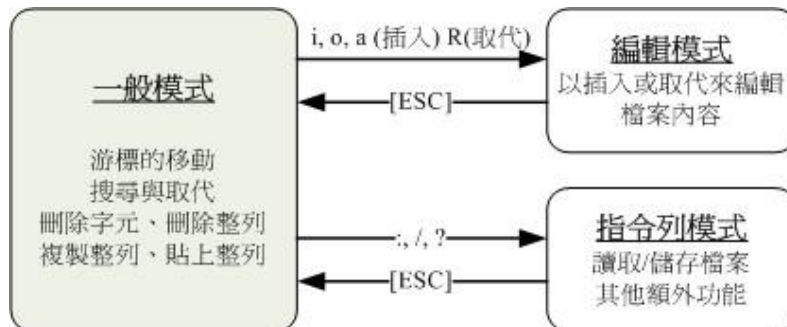 一般模式
游標的移動
搜尋與取代
刪除字元、刪除整列
複製整列、貼上整列
i, o, a (插入) R(取代)
[ESC]
編輯模式
以插入或取代來編輯
檔案內容
:, /, ?
[ESC]
指令列模式
讀取/儲存檔案
其他額外功能